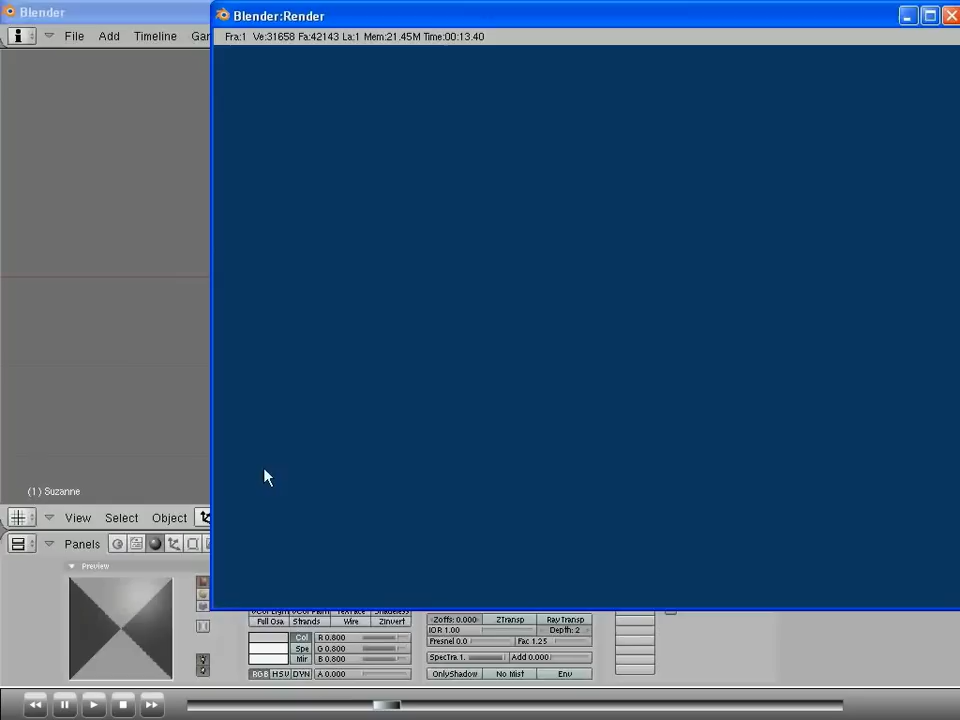 Blender
Blender:Render
File Add Timeline Gar
Fra:1 Ve:31658 Fa:42143 La:1 Mem:21.45M Time:00:13.40
(1) Suzanne
View Select Object
Panels
Preview
Full Osa Strands Wire ZInvert
Zoffs: 0.000 ZTransp RayTransp
IOR 1.00 Depth: 2
Col R 0.800
Fresnel 0.0 Fac 1.25
Spe G 0.800
Mir B 0.800
SpecTra 1. Add 0.000
RGB HSV DYN A 0.000
OnlyShadow No Mist Env